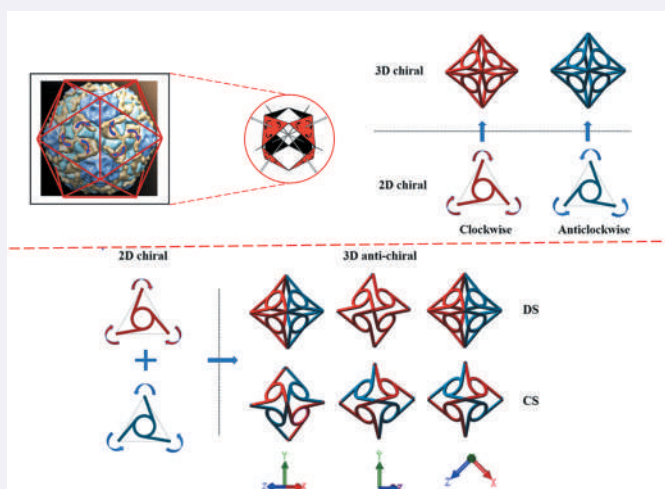 3D chiral
2D chiral
Clockwise
Anticlockwise
2D chiral
3D anti-chiral
DS
CS
Y
Z
X
Y
Z
X